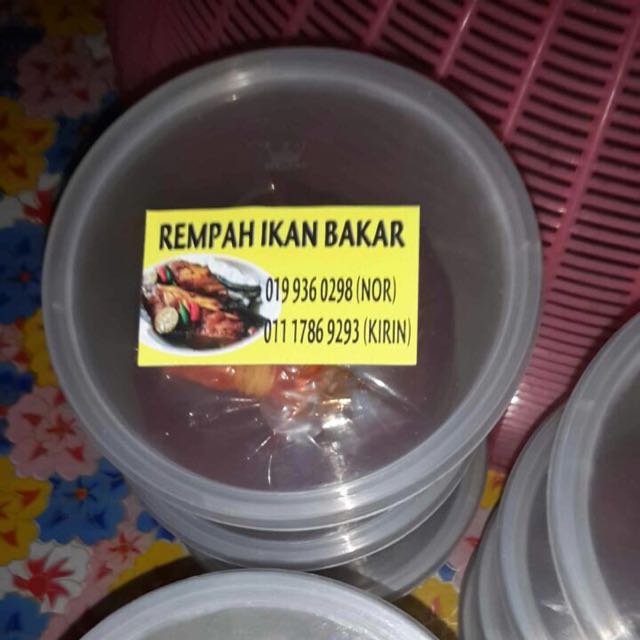 REMPAH IKAN BAKAR
019 936 0298 (NOR)
011 1786 9293 (KIRIN)